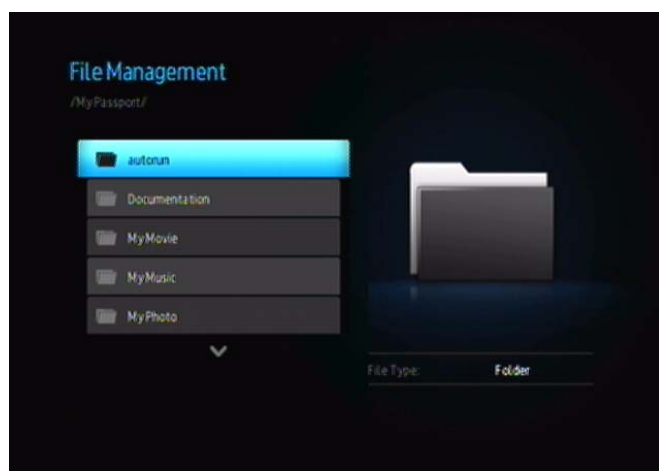 File Management
/MyPassport/
autorun
Documentation
MyMovie
MyMusic
MyPhoto
File Type: Folder